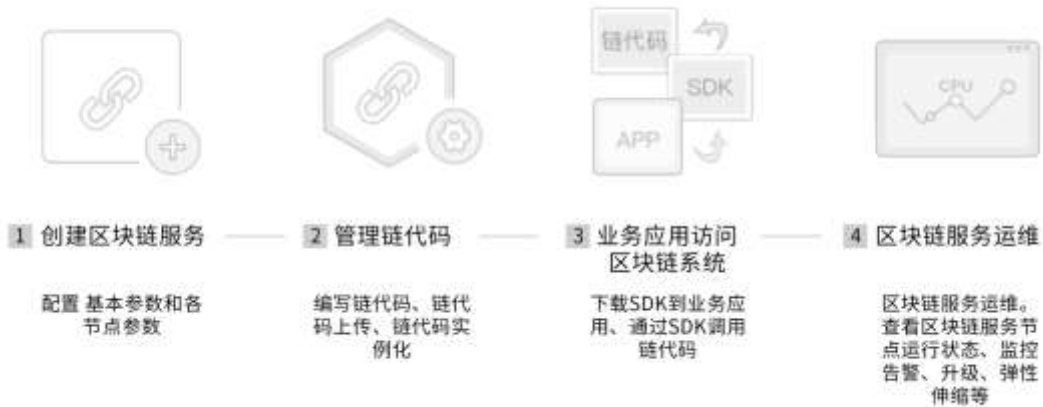 链代码
SDK
APP
CPU
1 创建区块链服务
配置 基本参数和各
节点参数
2 管理链代码
编写链代码、链代
码上传、链代码实
例化
3 业务应用访问
区块链系统
下载SDK到业务应
用、通过SDK调用
链代码
4 区块链服务运维
区块链服务运维。
查看区块链服务节
点运行状态、监控
告警、升级、弹性
伸缩等